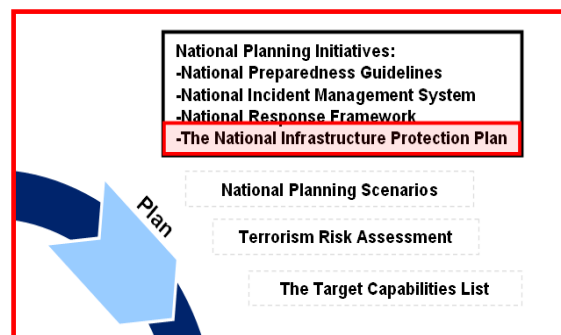 National Planning Initiatives:
-National Preparedness Guidelines
-National Incident Management System
-National Response Framework
-The National Infrastructure Protection Plan
National Planning Scenarios
Plan
Terrorism Risk Assessment
The Target Capabilities List